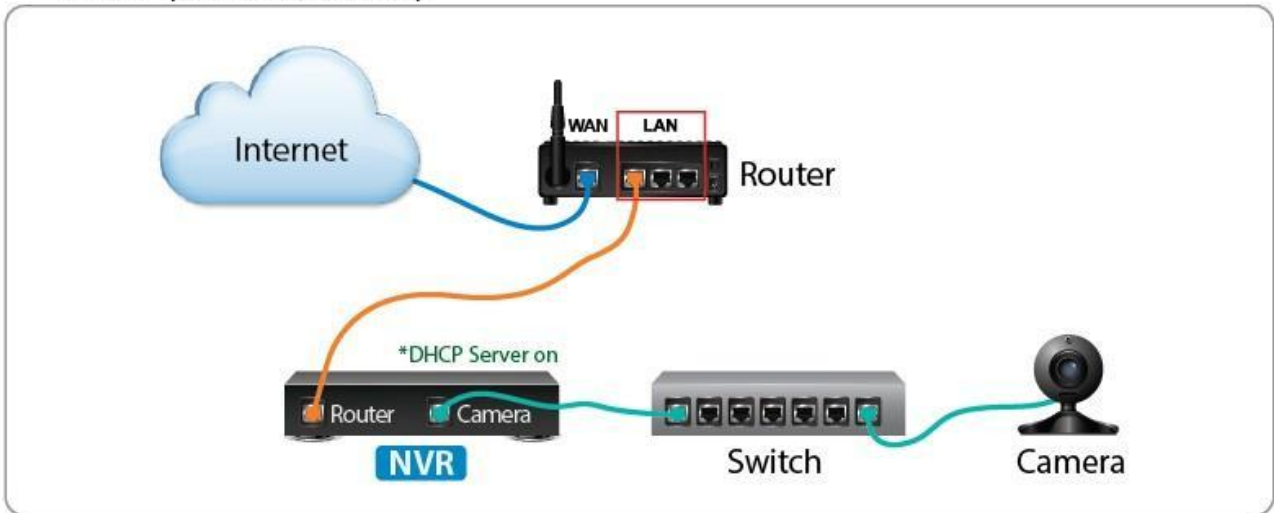 WAN LAN
Internet
Router
*DHCP Server on
Router Camera
NVR
Switch
Camera